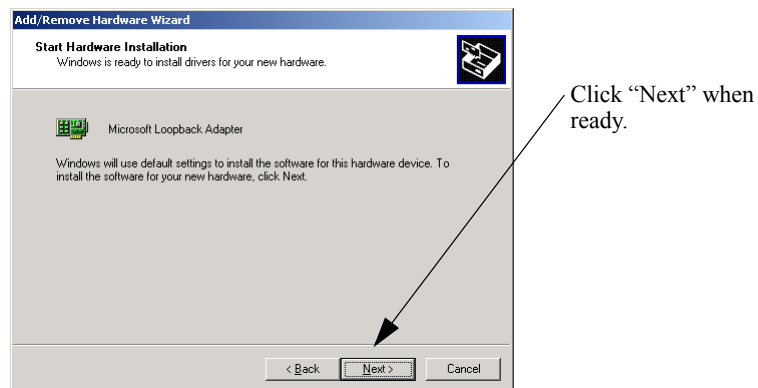 Add/Remove Hardware Wizard
Start Hardware Installation
Windows is ready to install drivers for your new hardware.
Click “Next” when
ready.
Microsoft Loopback Adapter
Windows will use default settings to install the software for this hardware device. To
install the software for your new hardware, click Next.
< Back
Next >
Cancel